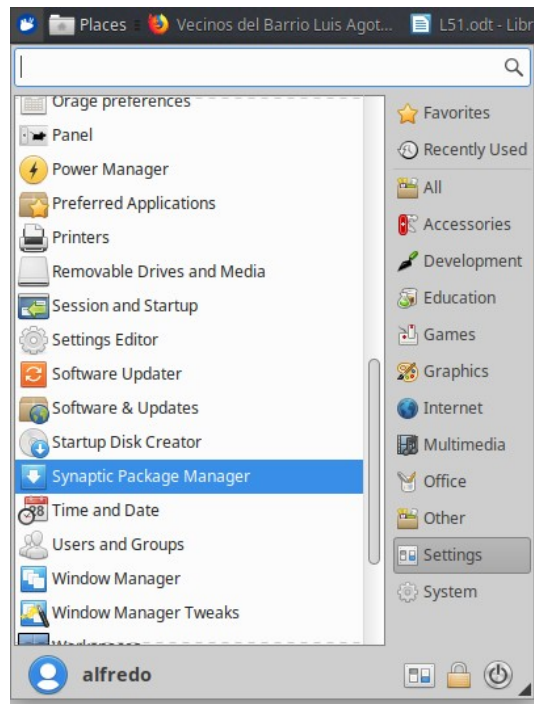 Places
Vecinos del Barrio Luis Agot...
L51.odt - Libr
Orage preferences
Panel
Power Manager
Preferred Applications
Printers
Removable Drives and Media
Session and Startup
Settings Editor
Software Updater
Software & Updates
Startup Disk Creator
Synaptic Package Manager
Time and Date
Users and Groups
Window Manager
Window Manager Tweaks
Workspaces
Favorites
Recently Used
All
Accessories
Development
Education
Games
Graphics
Internet
Multimedia
Office
Other
Settings
System
alfredo